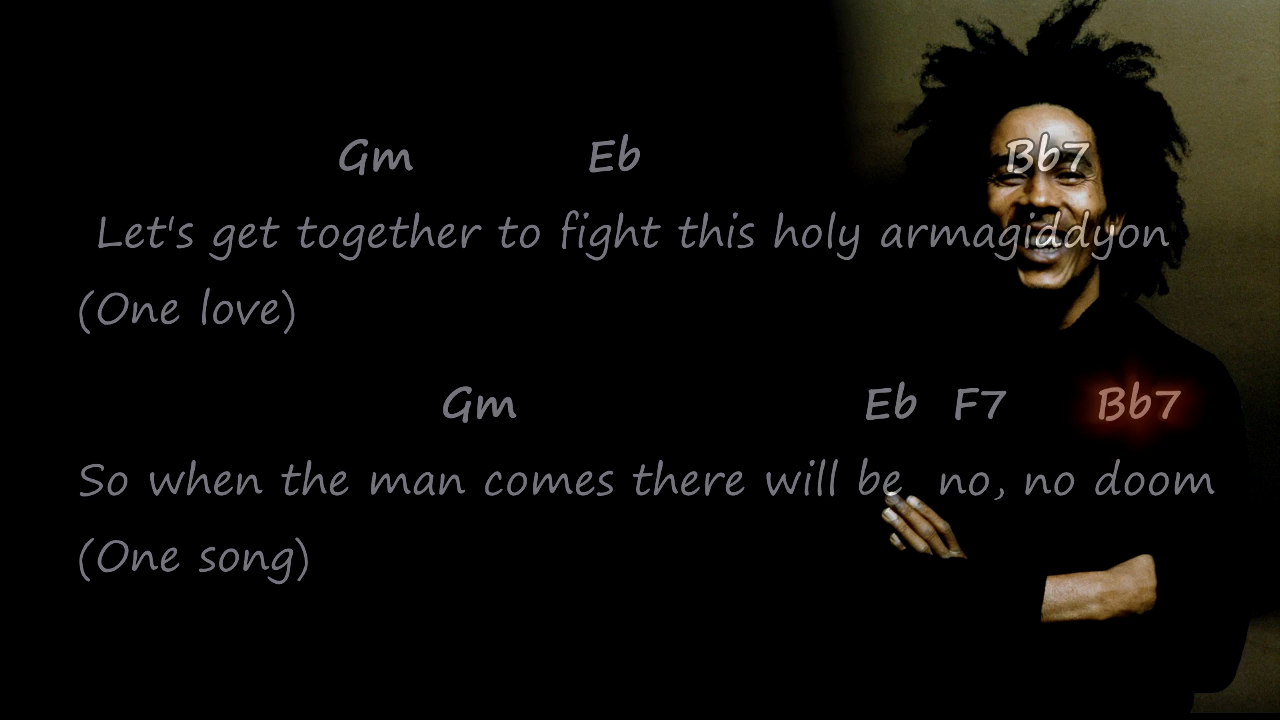 Gm Eb Bb7
Let's get together to fight this holy armagiddyon
(One love)
Gm Eb F7 Bb7
So when the man comes there will be no, no doom
(One song)